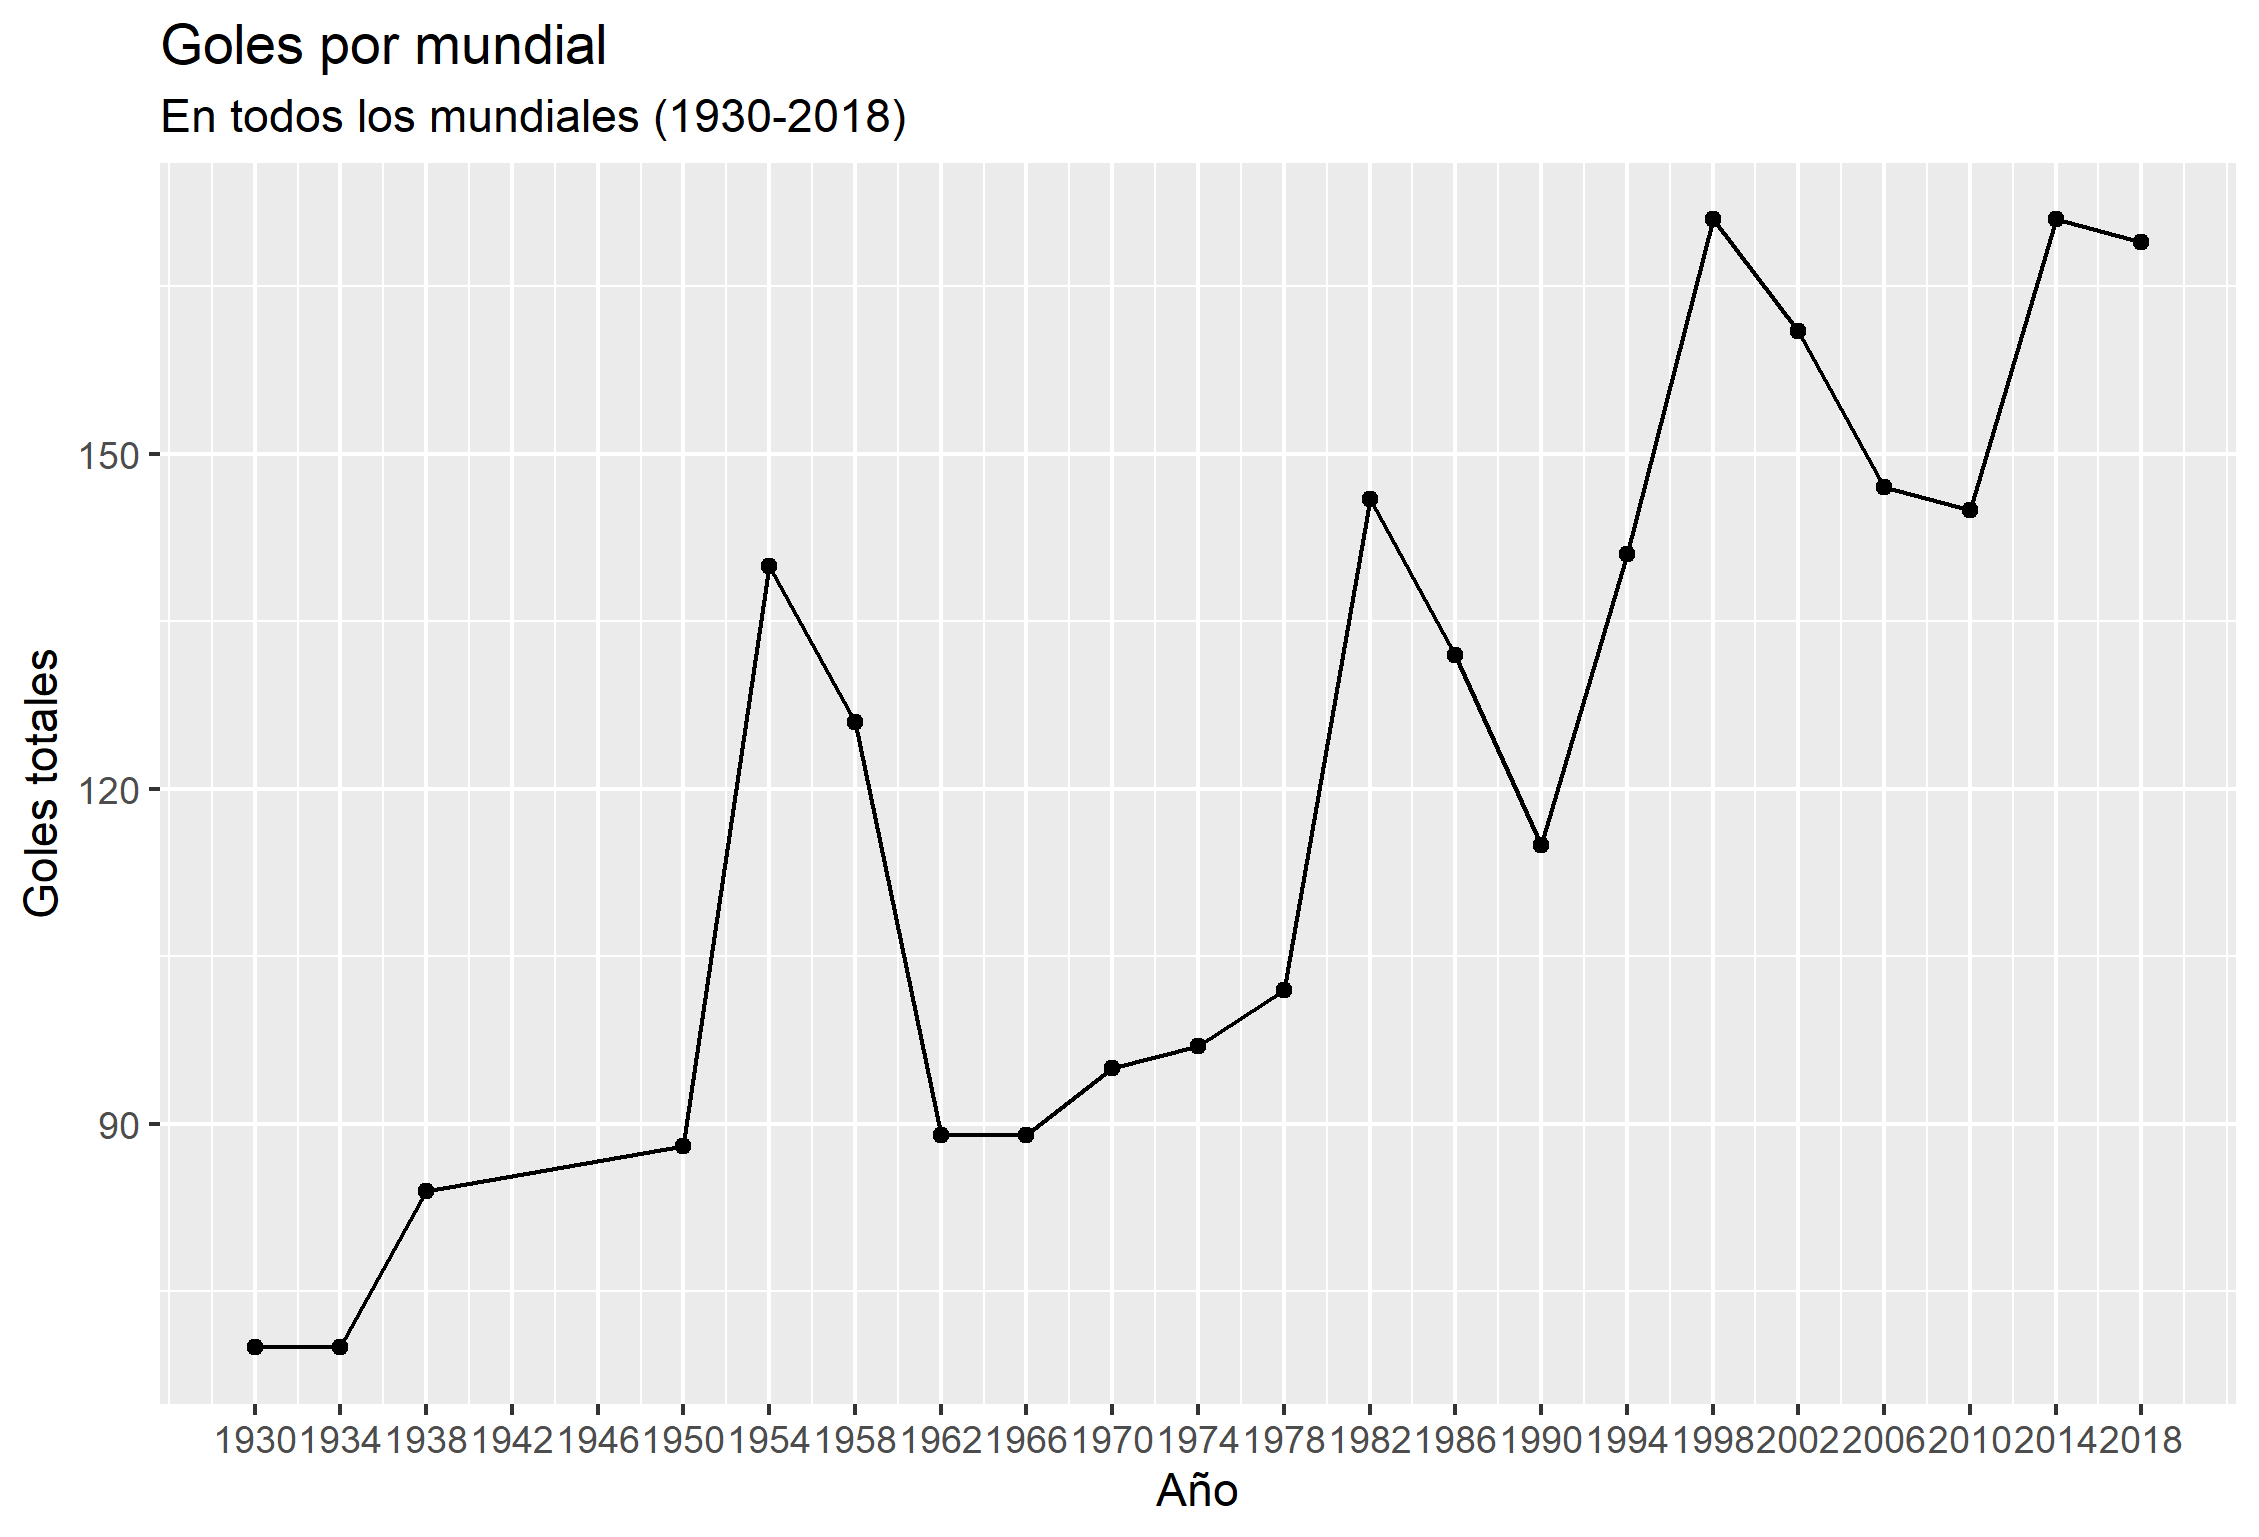 Goles por mundial
En todos los mundiales (1930-2018)
Goles totales
150
120
90
1930 1934 1938 1942 1946 1950 1954 1958 1962 1966 1970 1974 1978 1982 1986 1990 1994 1998 2002 2006 2010 2014 2018
Año